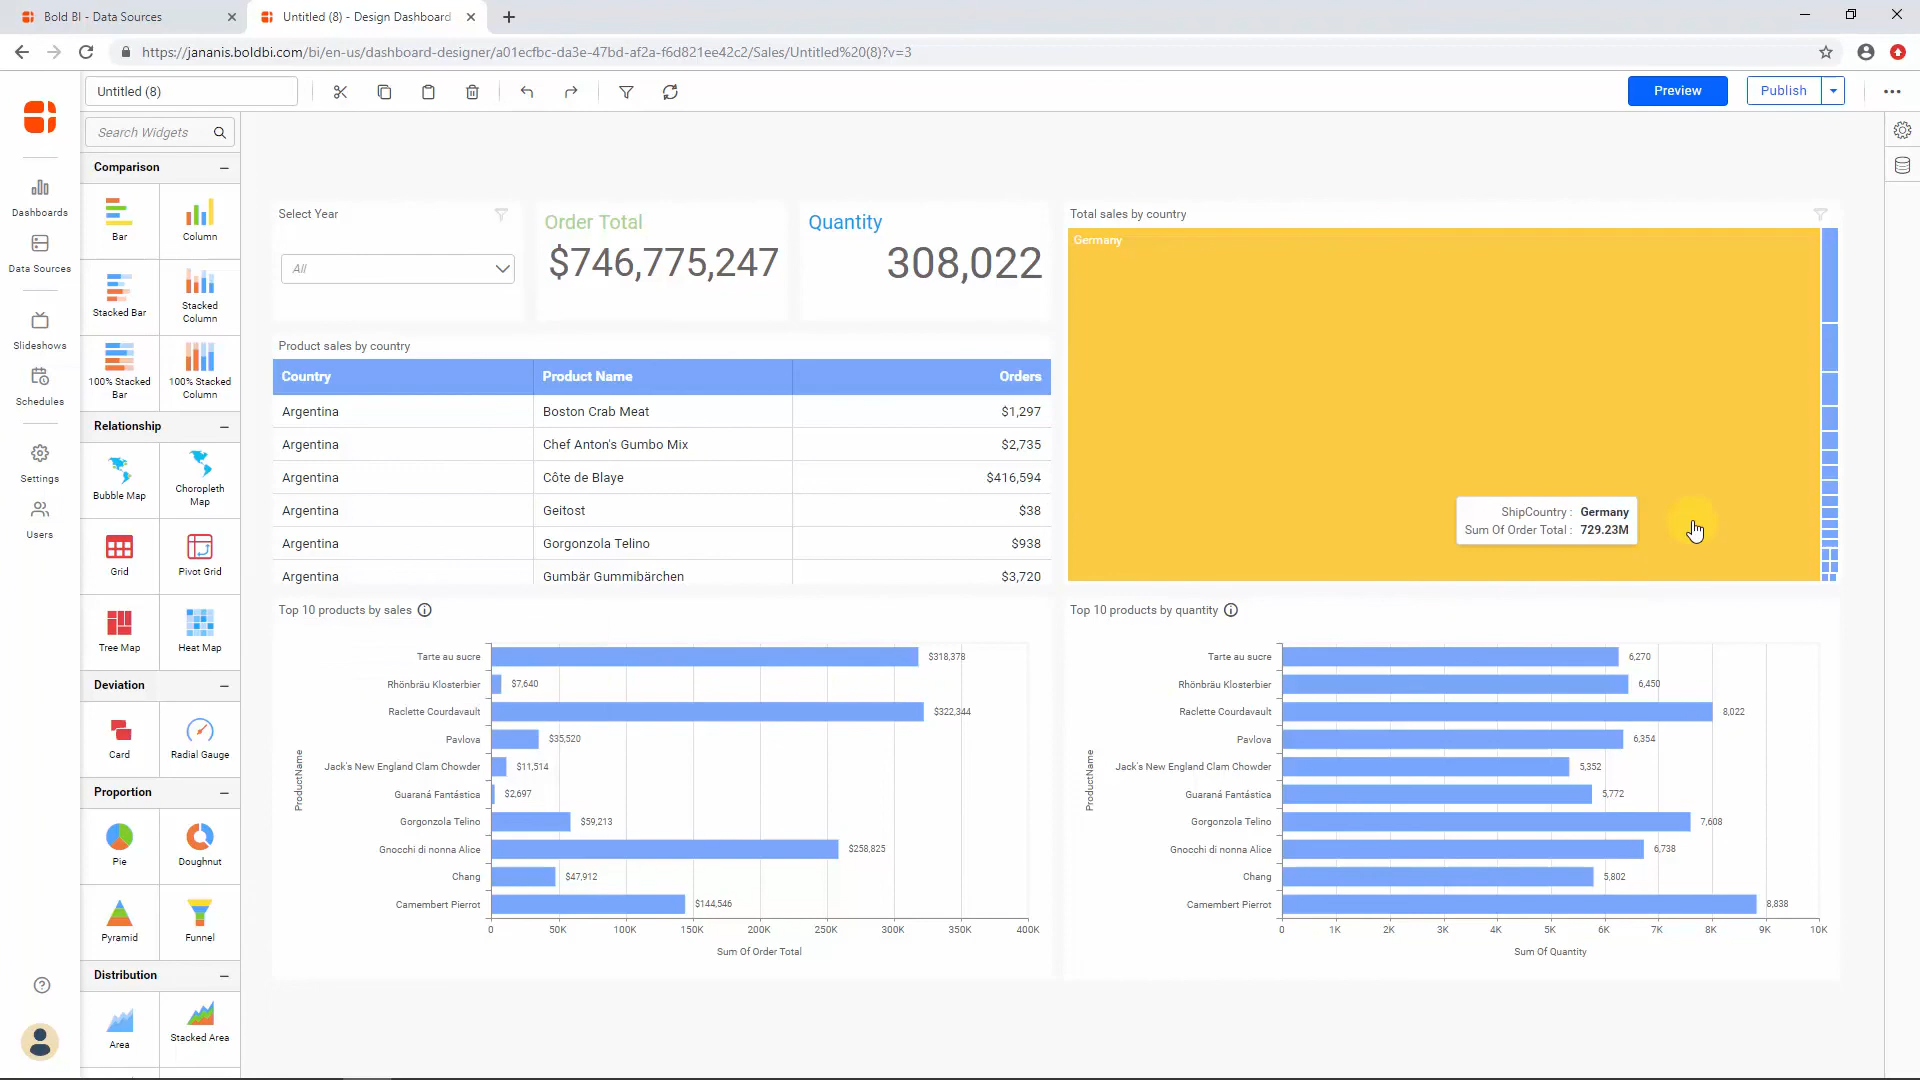 Bold BI - Data Sources
Untitled (8) - Design Dashboard
https://jananis.boldbi.com/bi/en-us/dashboard-designer/a01ecfbc-da3e-47bd-af2a-f6d821ee42c2/Sales/Untitled%20(8)?v=3
Untitled (8)
Preview
Publish
Dashboards
Data Sources
Slideshows
Schedules
Settings
Users
Search Widgets
Comparison
Bar
Column
Stacked Bar
Stacked
Column
100% Stacked
Bar
100% Stacked
Column
Relationship
Bubble Map
Choropleth
Map
Grid
Pivot Grid
Tree Map
Heat Map
Deviation
Card
Radial Gauge
Proportion
Pie
Doughnut
Pyramid
Funnel
Distribution
Area
Stacked Area
Select Year
All
Order Total
$746,775,247
Quantity
308,022
Product sales by country
Country Product Name Orders
Argentina Boston Crab Meat $1,297
Argentina Chef Anton's Gumbo Mix $2,735
Argentina Côte de Blaye $416,594
Argentina Geitost $38
Argentina Gorgonzola Telino $938
Argentina Gumbär Gummibärchen $3,720
Total sales by country
Germany
ShipCountry : Germany
Sum Of Order Total : 729.23M
Top 10 products by sales
ProductName
Tarte au sucre $318,378
Rhönbräu Klosterbier $7,640
Raclette Courdavault $322,344
Pavlova $35,520
Jack's New England Clam Chowder $11,514
Guaraná Fantástica $2,697
Gorgonzola Telino $59,213
Gnocchi di nonna Alice $258,825
Chang $47,912
Camembert Pierrot $144,546
0 50K 100K 150K 200K 250K 300K 350K 400K
Sum Of Order Total
Top 10 products by quantity
ProductName
Tarte au sucre 6,270
Rhönbräu Klosterbier 6,450
Raclette Courdavault 8,022
Pavlova 6,354
Jack's New England Clam Chowder 5,352
Guaraná Fantástica 5,772
Gorgonzola Telino 7,608
Gnocchi di nonna Alice 6,738
Chang 5,802
Camembert Pierrot 8,838
0 1K 2K 3K 4K 5K 6K 7K 8K 9K 10K
Sum Of Quantity